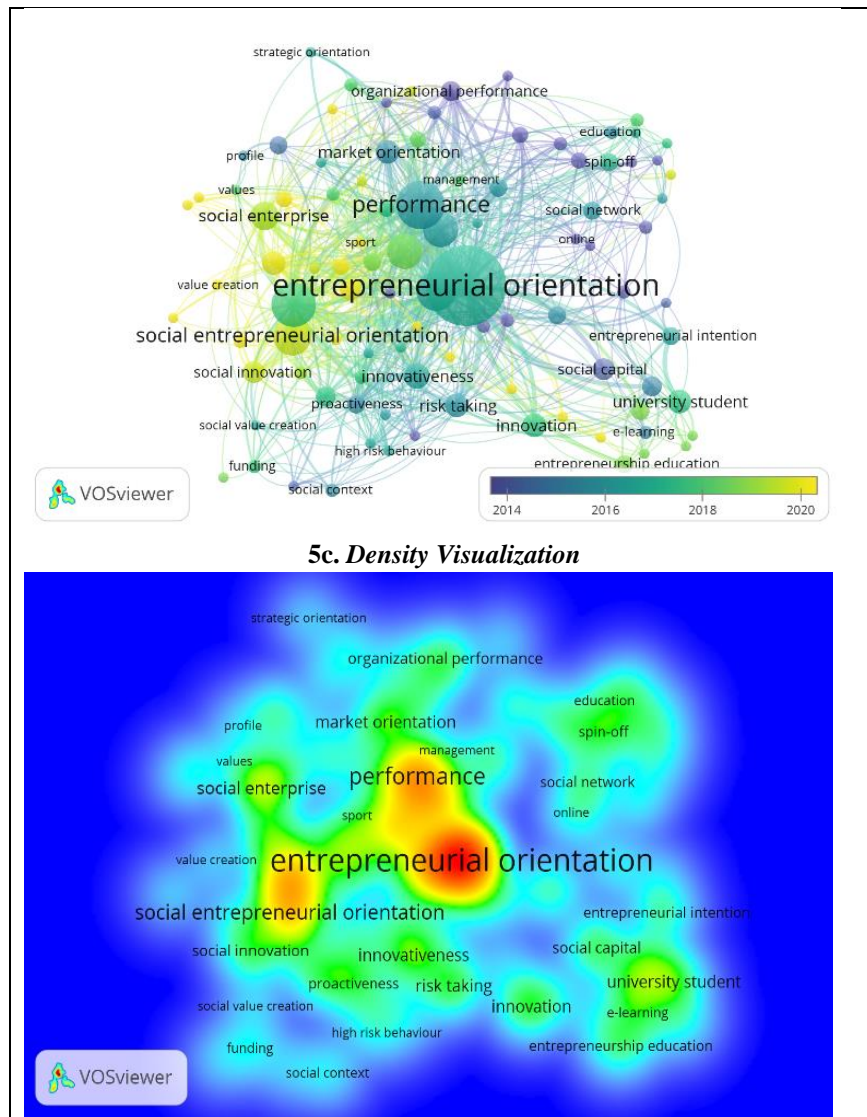 strategic orientation
organizational performance
education
market orientation
spin-off
profile
management
values
performance
social network
social enterprise
sport
online
value creation
entrepreneurial orientation
social entrepreneurial orientation
entrepreneurial intention
social innovation
innovativeness
social capital
proactiveness
risk taking
university student
social value creation
innovation
e-learning
high risk behaviour
funding
entrepreneurship education
social context
VOSviewer
2014 2016 2018 2020
5c. Density Visualization
strategic orientation
organizational performance
education
profile
market orientation
spin-off
management
values
performance
social network
social enterprise
sport
online
value creation
entrepreneurial orientation
social entrepreneurial orientation
entrepreneurial intention
social innovation
innovativeness
social capital
proactiveness
risk taking
university student
social value creation
innovation
e-learning
high risk behaviour
funding
entrepreneurship education
social context
VOSviewer